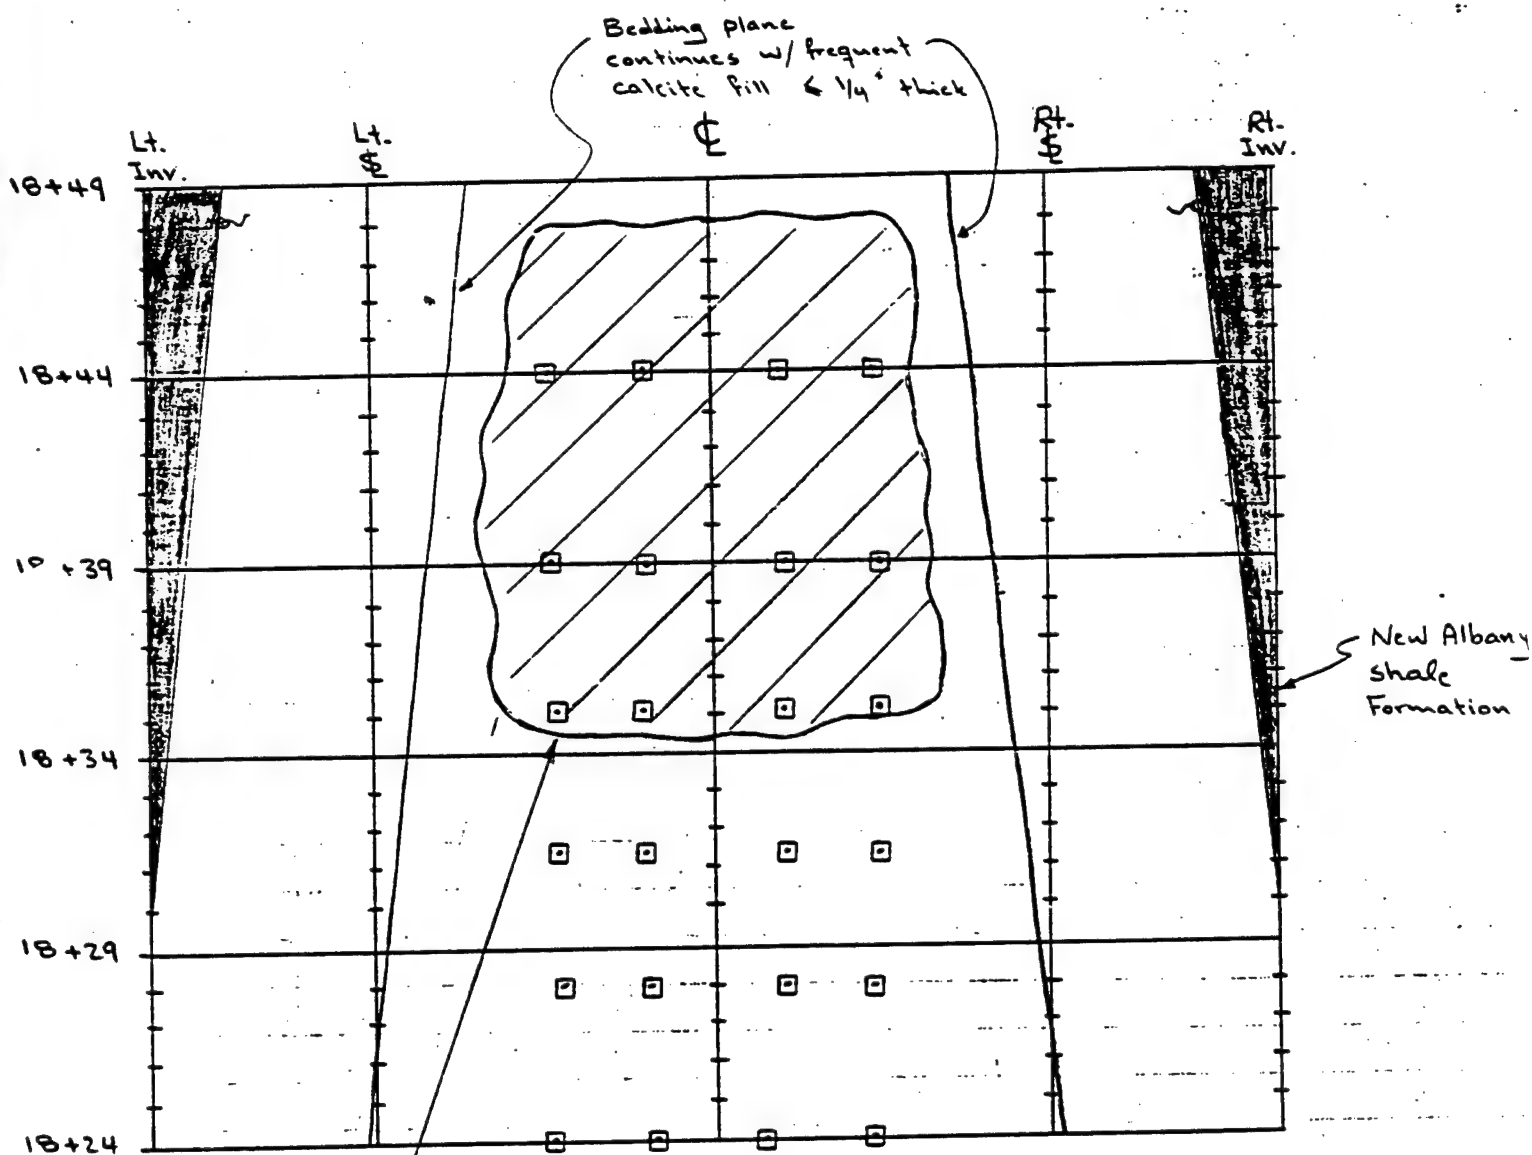 Bedding plane
continues w/ frequent
calcite fill ≤ 1/4" thick
Lt.
Inv.
Lt.
℄
Rt.
Rt.
Inv.
18+49
18+44
+39
18+34
18+29
18+24
New Albany
shale
Formation